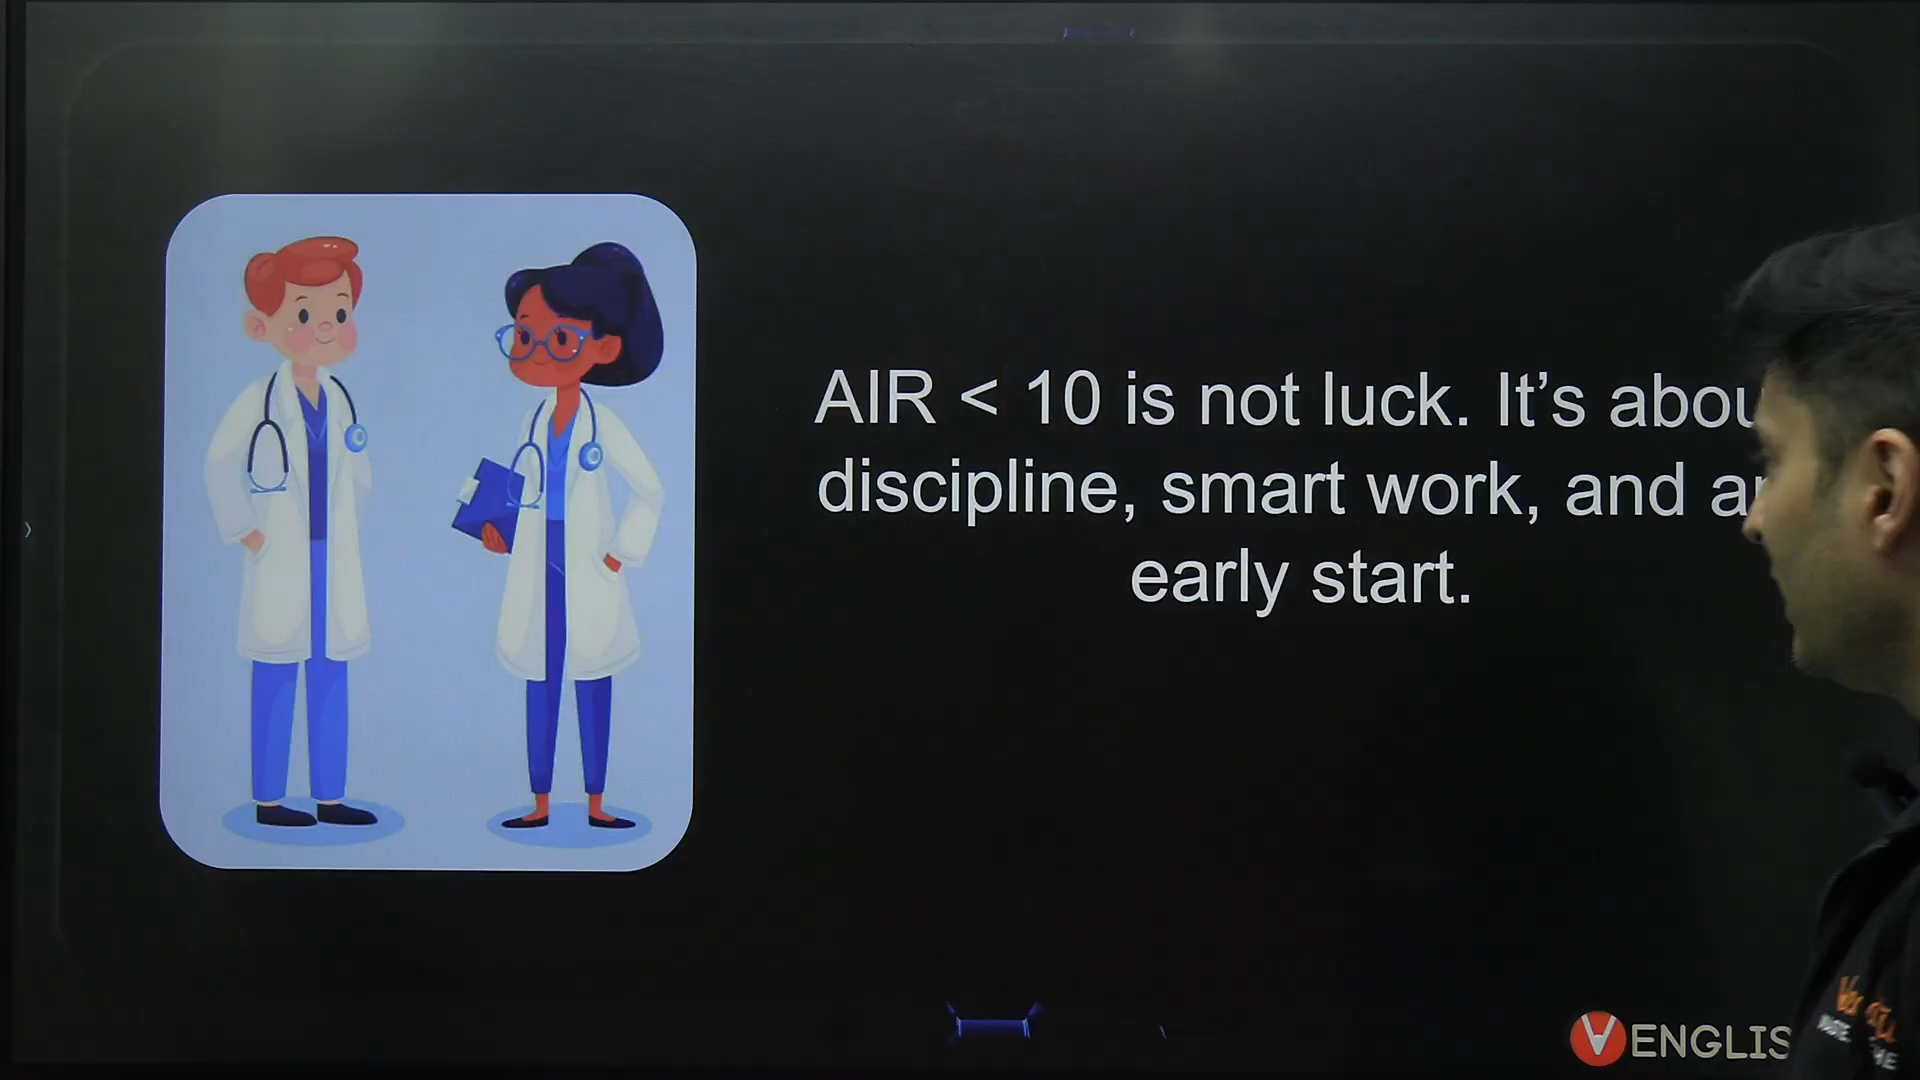 AIR < 10 is not luck. It’s abou
discipline, smart work, and a
early start.
ENGLIS